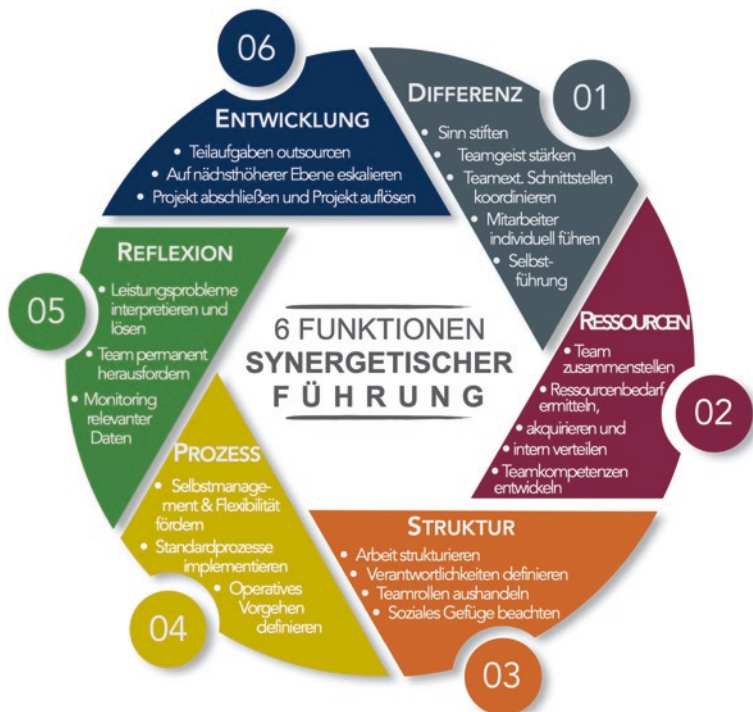 6 FUNKTIONEN
SYNERGETISCHER
FÜHRUNG
01
DIFFERENZ
• Sinn stiften
• Teamgeist stärken
• Teamext. Schnittstellen
koordinieren
• Mitarbeiter
individuell führen
• Selbst-
führung
02
RESSOURCEN
• Team
zusammenstellen
• Ressourcenbedarf
ermitteln,
• akquirieren und
• intern verteilen
• Teamkompetenzen
entwickeln
03
STRUKTUR
• Arbeit strukturieren
• Verantwortlichkeiten definieren
• Teamrollen aushandeln
• Soziales Gefüge beachten
04
PROZESS
• Selbstmanage-
ment & Flexibilität
fördern
• Standardprozesse
implementieren
• Operatives
Vorgehen
definieren
05
REFLEXION
• Leistungsprobleme
interpretieren und
lösen
• Team permanent
herausfordern
• Monitoring
relevanter
Daten
06
ENTWICKLUNG
• Teilaufgaben outsourcen
• Auf nächsthöherer Ebene eskalieren
• Projekt abschließen und Projekt auflösen